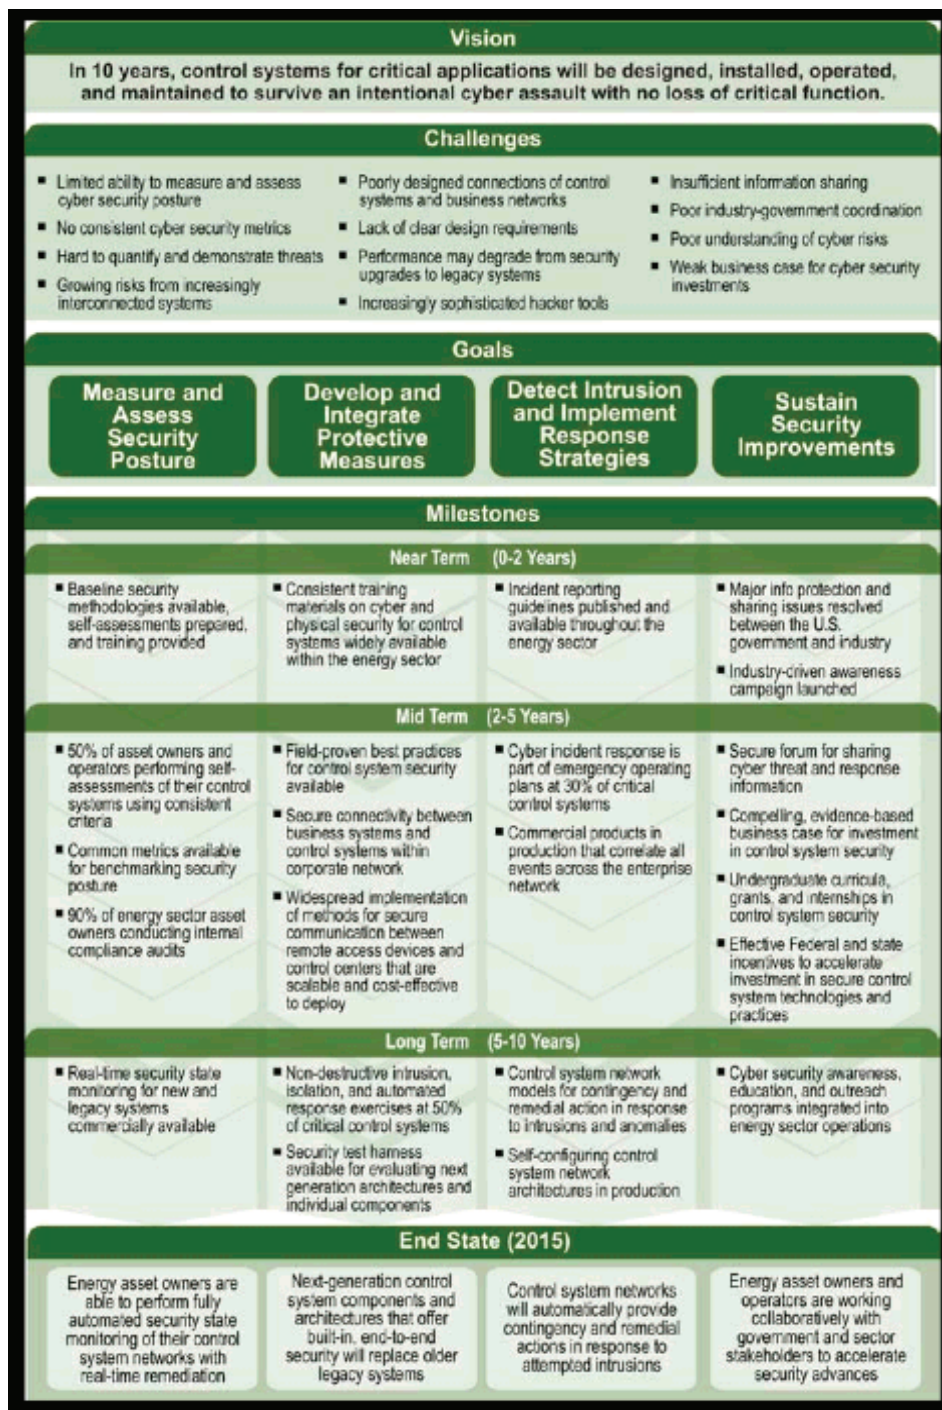 Vision
In 10 years, control systems for critical applications will be designed, installed, operated,
and maintained to survive an intentional cyber assault with no loss of critical function.
Challenges
Limited ability to measure and assess
cyber security posture
No consistent cyber security metrics
Hard to quantify and demonstrate threats
Growing risks from increasingly
interconnected systems
Poorly designed connections of control
systems and business networks
Lack of clear design requirements
Performance may degrade from security
upgrades to legacy systems
Increasingly sophisticated hacker tools
Insufficient information sharing
Poor industry-government coordination
Poor understanding of cyber risks
Weak business case for cyber security
investments
Goals
Measure and
Assess
Security
Posture
Develop and
Integrate
Protective
Measures
Detect Intrusion
and Implement
Response
Strategies
Sustain
Security
Improvements
Milestones
Near Term (0-2 Years)
Baseline security
methodologies available,
self-assessments prepared,
and training provided
Consistent training
materials on cyber and
physical security for control
systems widely available
within the energy sector
Incident reporting
guidelines published and
available throughout the
energy sector
Major info protection and
sharing issues resolved
between the U.S.
government and industry
Industry-driven awareness
campaign launched
Mid Term (2-5 Years)
50% of asset owners and
operators performing self-
assessments of their control
systems using consistent
criteria
Common metrics available
for benchmarking security
posture
90% of energy sector asset
owners conducting internal
compliance audits
Field-proven best practices
for control system security
available
Secure connectivity between
business systems and
control systems within
corporate network
Widespread implementation
of methods for secure
communication between
remote access devices and
control centers that are
scalable and cost-effective
to deploy
Cyber incident response is
part of emergency operating
plans at 30% of critical
control systems
Commercial products in
production that correlate all
events across the enterprise
network
Secure forum for sharing
cyber threat and response
information
Compelling, evidence-based
business case for investment
in control system security
Undergraduate curricula,
grants, and internships in
control system security
Effective Federal and state
incentives to accelerate
investment in secure control
system technologies and
practices
Long Term (5-10 Years)
Real-time security state
monitoring for new and
legacy systems
commercially available
Non-destructive intrusion,
isolation, and automated
response exercises at 50%
of critical control systems
Security test harness
available for evaluating next
generation architectures and
individual components
Control system network
models for contingency and
remedial action in response
to intrusions and anomalies
Self-configuring control
system network
architectures in production
Cyber security awareness,
education, and outreach
programs integrated into
energy sector operations
End State (2015)
Energy asset owners are
able to perform fully
automated security state
monitoring of their control
system networks with
real-time remediation
Next-generation control
system components and
architectures that offer
built-in, end-to-end
security will replace older
legacy systems
Control system networks
will automatically provide
contingency and remedial
actions in response to
attempted intrusions
Energy asset owners and
operators are working
collaboratively with
government and sector
stakeholders to accelerate
security advances